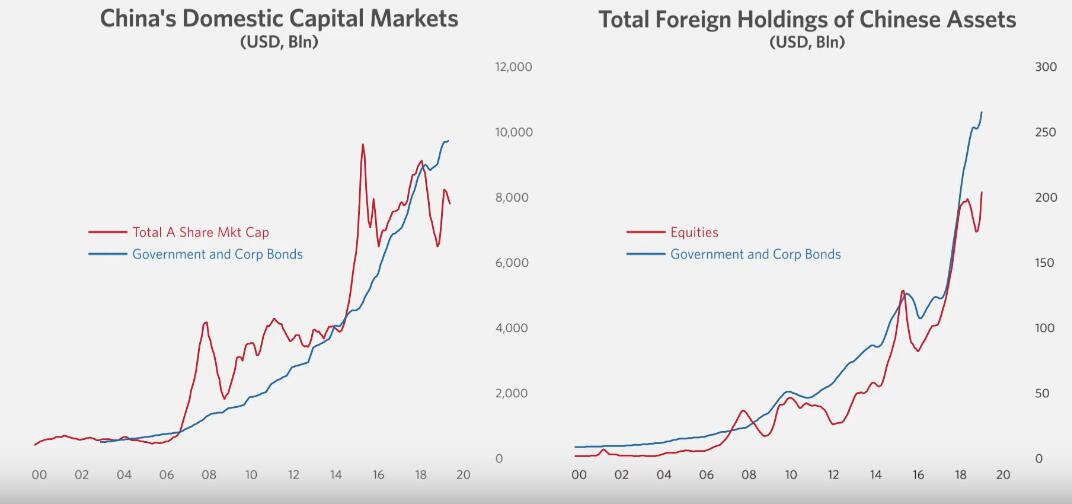 China's Domestic Capital Markets
(USD, Bln)
12,000
10,000
8,000
6,000
4,000
2,000
0
Total A Share Mkt Cap
Government and Corp Bonds
00 02 04 06 08 10 12 14 16 18 20
Total Foreign Holdings of Chinese Assets
(USD, Bln)
300
250
200
150
100
50
0
Equities
Government and Corp Bonds
00 02 04 06 08 10 12 14 16 18 20